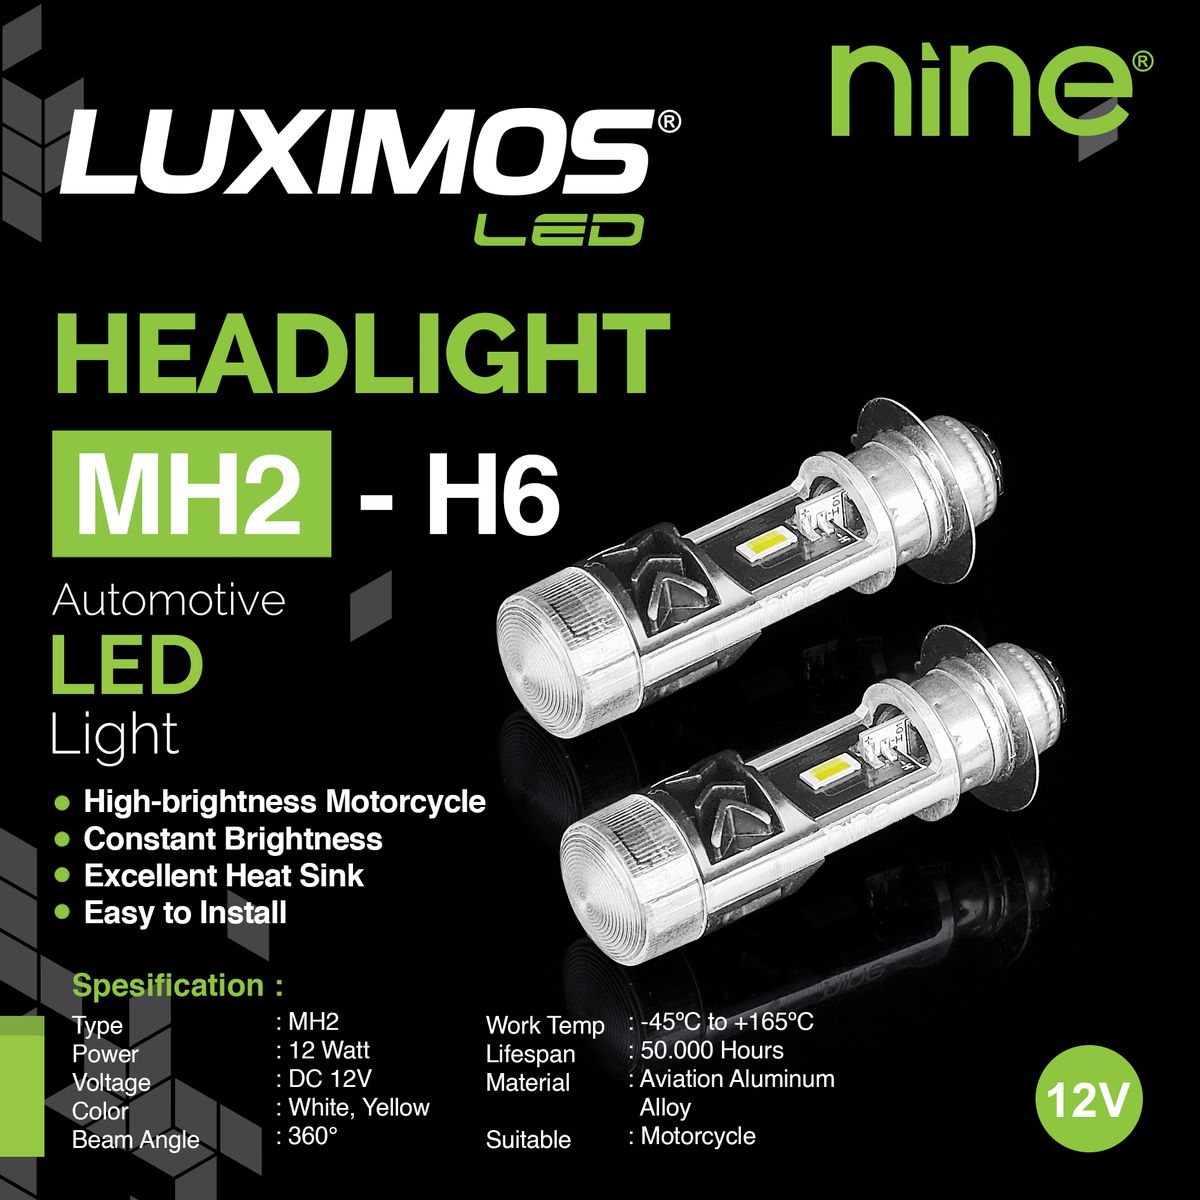 nine®
LUXIMOS®
LED
HEADLIGHT
MH2 - H6
Automotive
LED
Light
High-brightness Motorcycle
Constant Brightness
Excellent Heat Sink
Easy to Install
nine
nine
Spesification :
Type : MH2
Power : 12 Watt
Voltage : DC 12V
Color : White, Yellow
Beam Angle : 360°
Work Temp : -45ºC to +165ºC
Lifespan : 50.000 Hours
Material : Aviation Aluminum
Alloy
Suitable : Motorcycle
12V